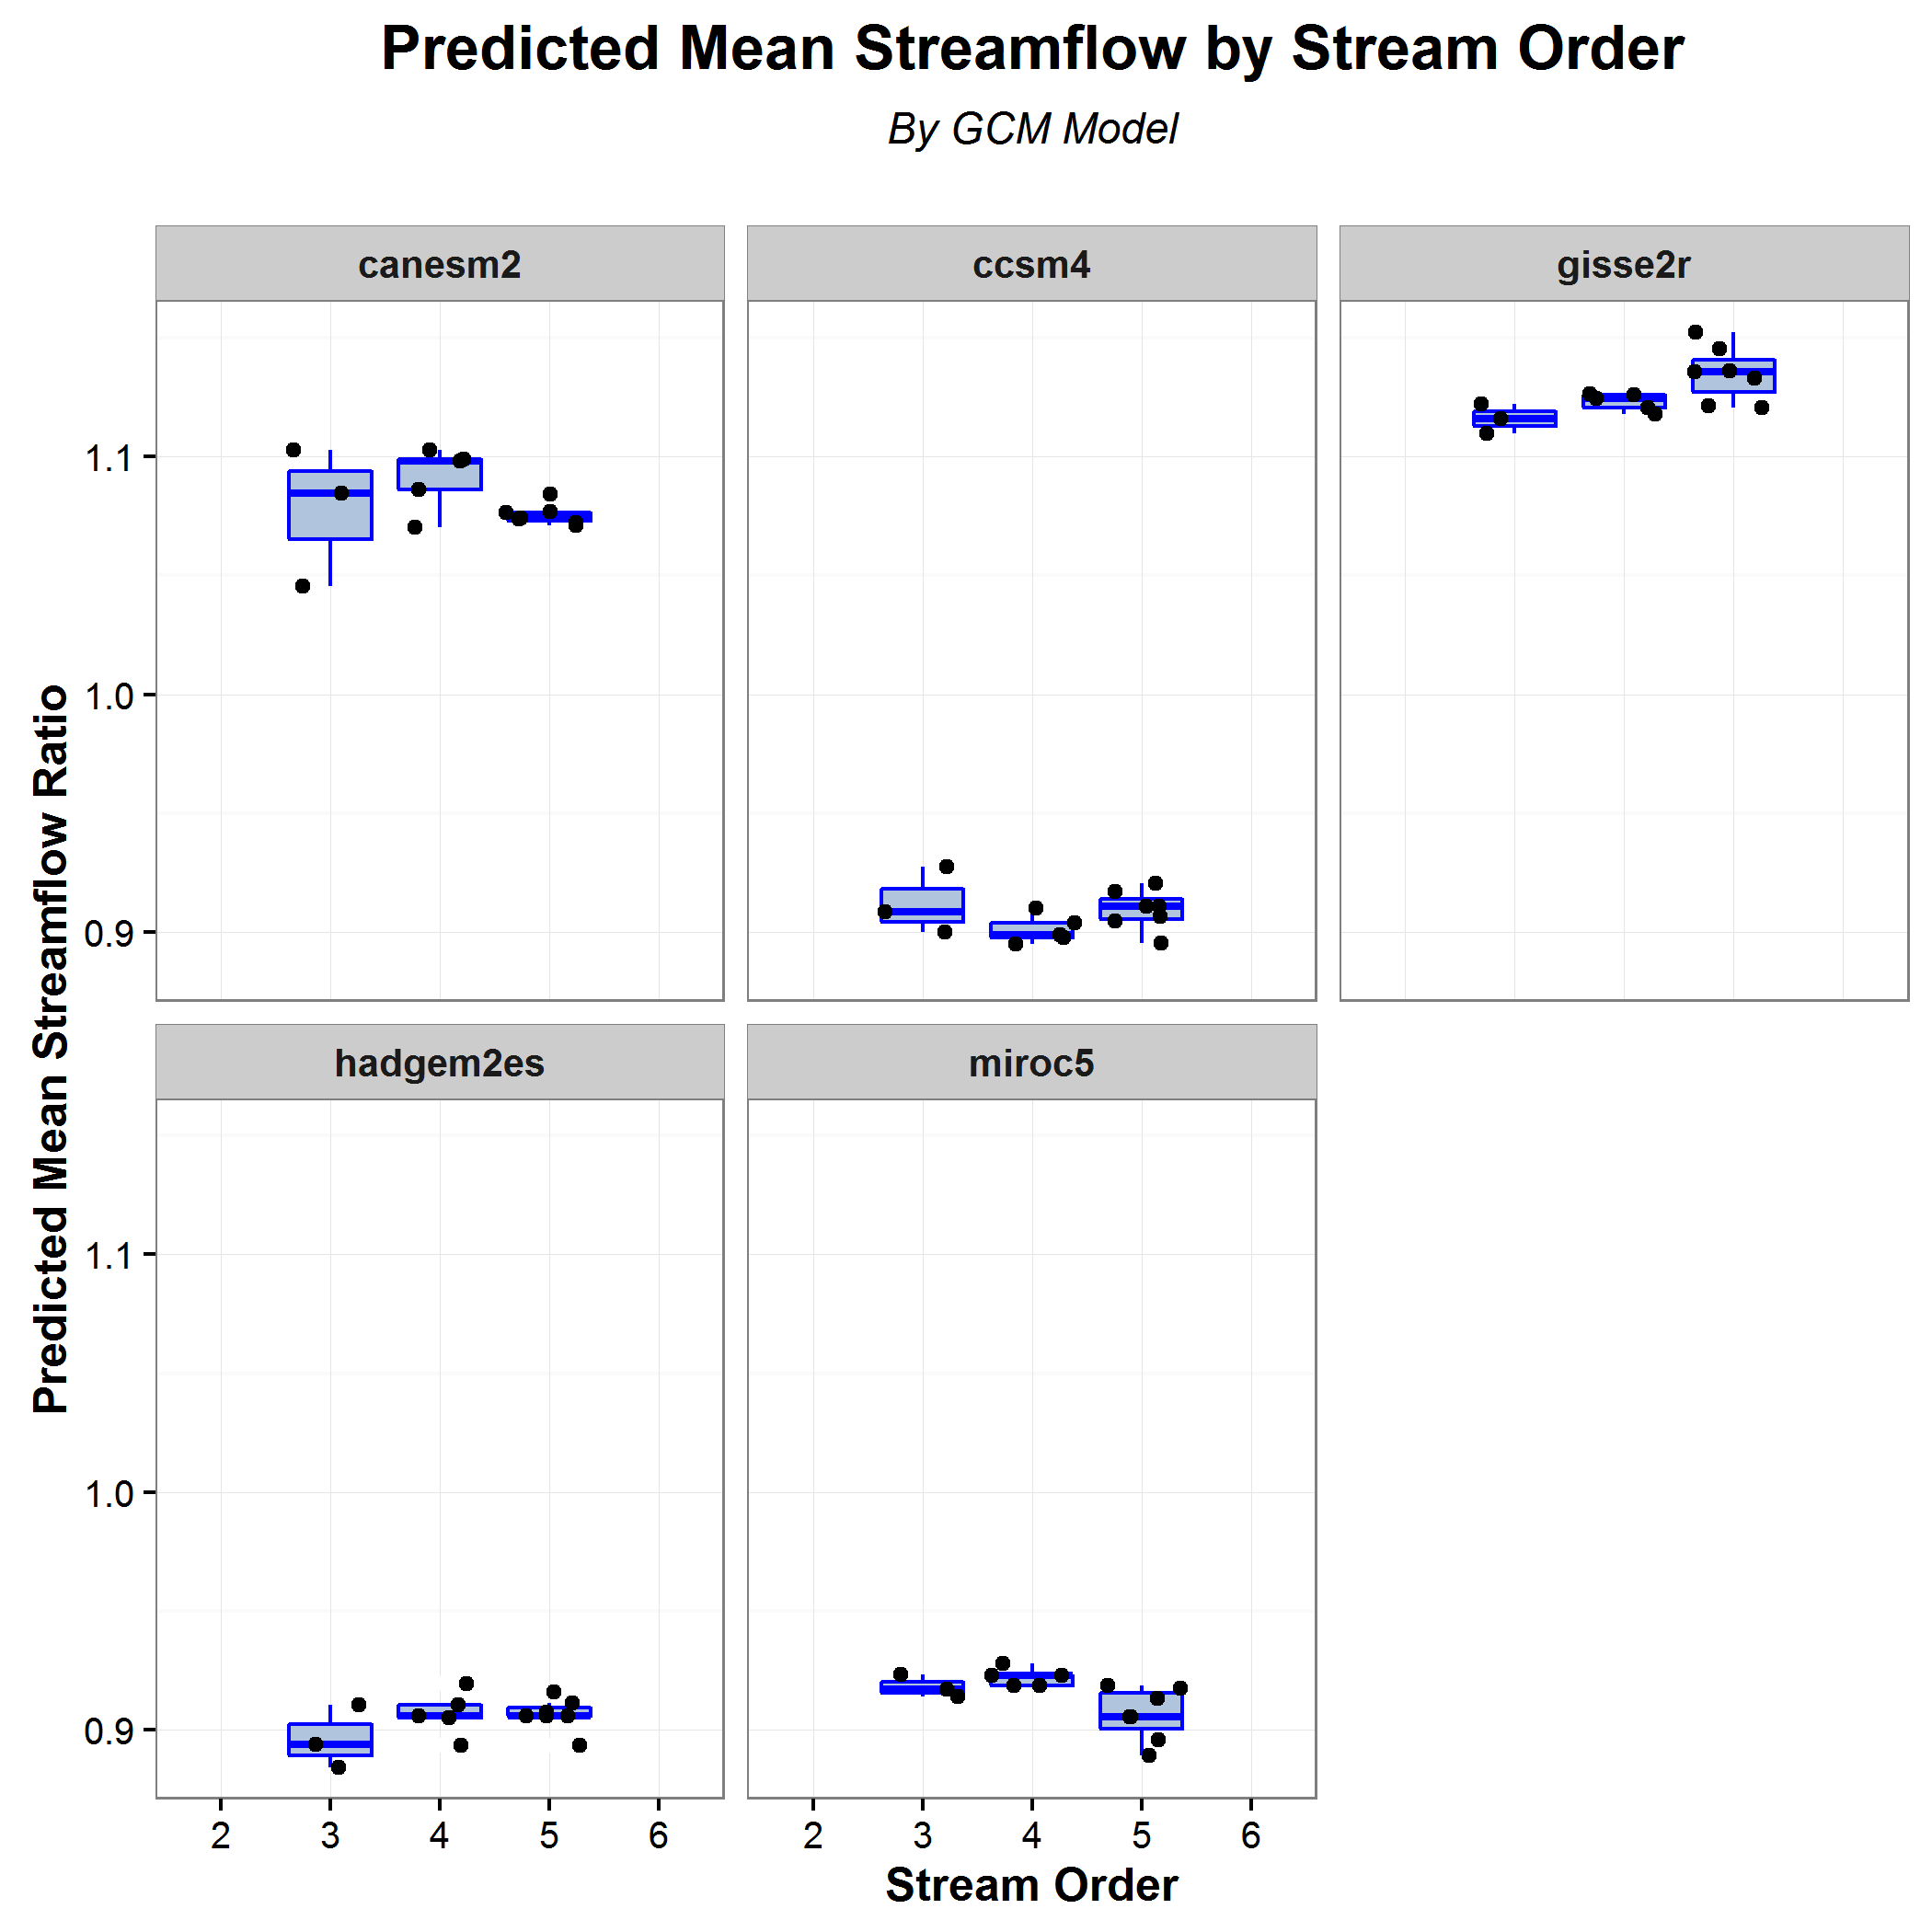 Predicted Mean Streamflow by Stream Order
By GCM Model
canesm2
ccsm4
gisse2r
1.1
1.0
0.9
Predicted Mean Streamflow Ratio
hadgem2es
miroc5
1.1
1.0
0.9
2 3 4 5 6
2 3 4 5 6
Stream Order